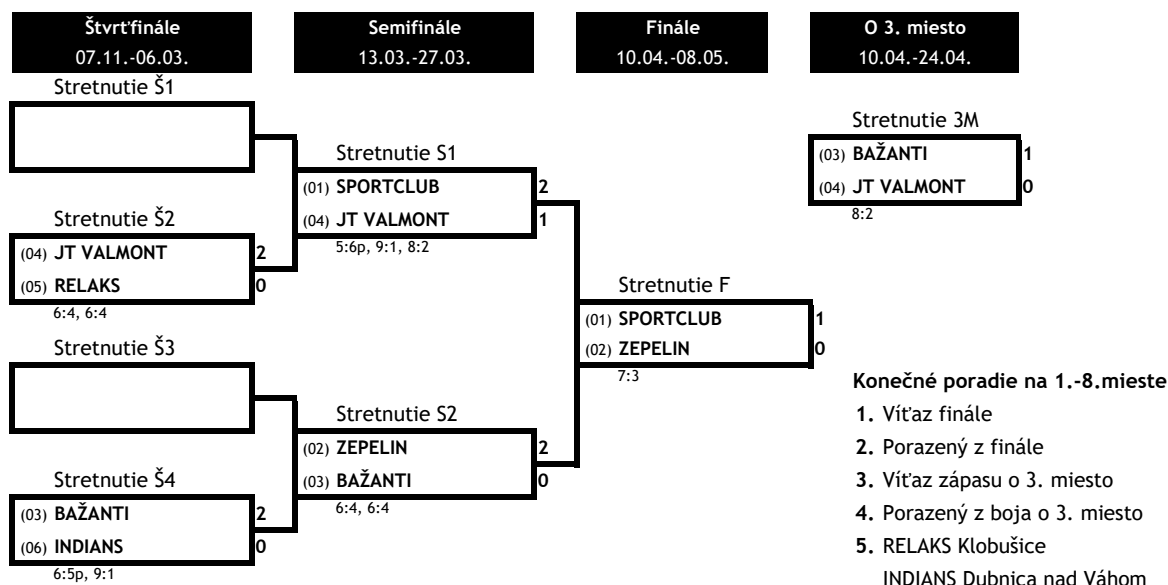 Štvrťfinále
07.11.-06.03.
Semifinále
13.03.-27.03.
Finále
10.04.-08.05.
O 3. miesto
10.04.-24.04.
Stretnutie Š1
Stretnutie Š2
(04) JT VALMONT 2
(05) RELAKS 0
6:4, 6:4
Stretnutie Š3
Stretnutie Š4
(03) BAŽANTI 2
(06) INDIANS 0
6:5p, 9:1
Stretnutie S1
(01) SPORTCLUB 2
(04) JT VALMONT 1
5:6p, 9:1, 8:2
Stretnutie S2
(02) ZEPELIN 2
(03) BAŽANTI 0
6:4, 6:4
Stretnutie F
(01) SPORTCLUB 1
(02) ZEPELIN 0
7:3
Stretnutie 3M
(03) BAŽANTI 1
(04) JT VALMONT 0
8:2
Konečné poradie na 1.-8.mieste
1. Víťaz finále
2. Porazený z finále
3. Víťaz zápasu o 3. miesto
4. Porazený z boja o 3. miesto
5. RELAKS Klobušice
INDIANS Dubnica nad Váhom